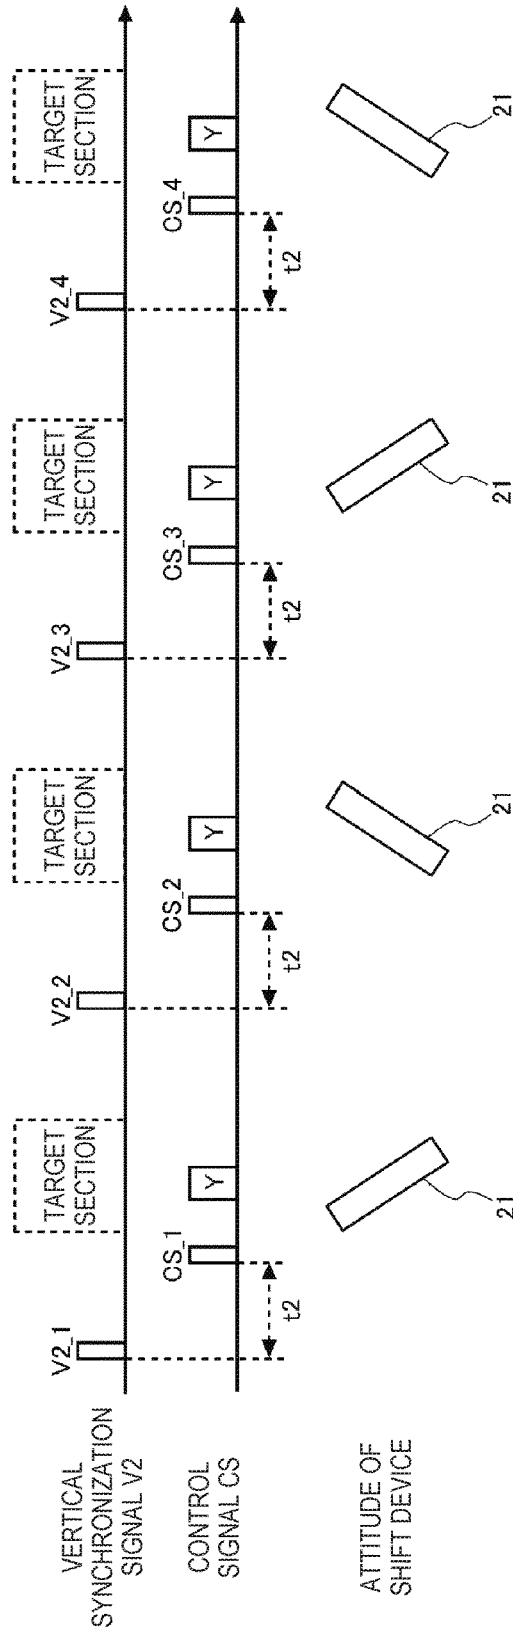 VERTICAL
SYNCHRONIZATION
SIGNAL V2
V2_1
TARGET
SECTION
V2_2
TARGET
SECTION
V2_3
TARGET
SECTION
V2_4
TARGET
SECTION
CONTROL
SIGNAL CS
CS_1
Y
CS_2
Y
CS_3
Y
CS_4
Y
t2
t2
t2
t2
ATTITUDE OF
SHIFT DEVICE
21
21
21
21